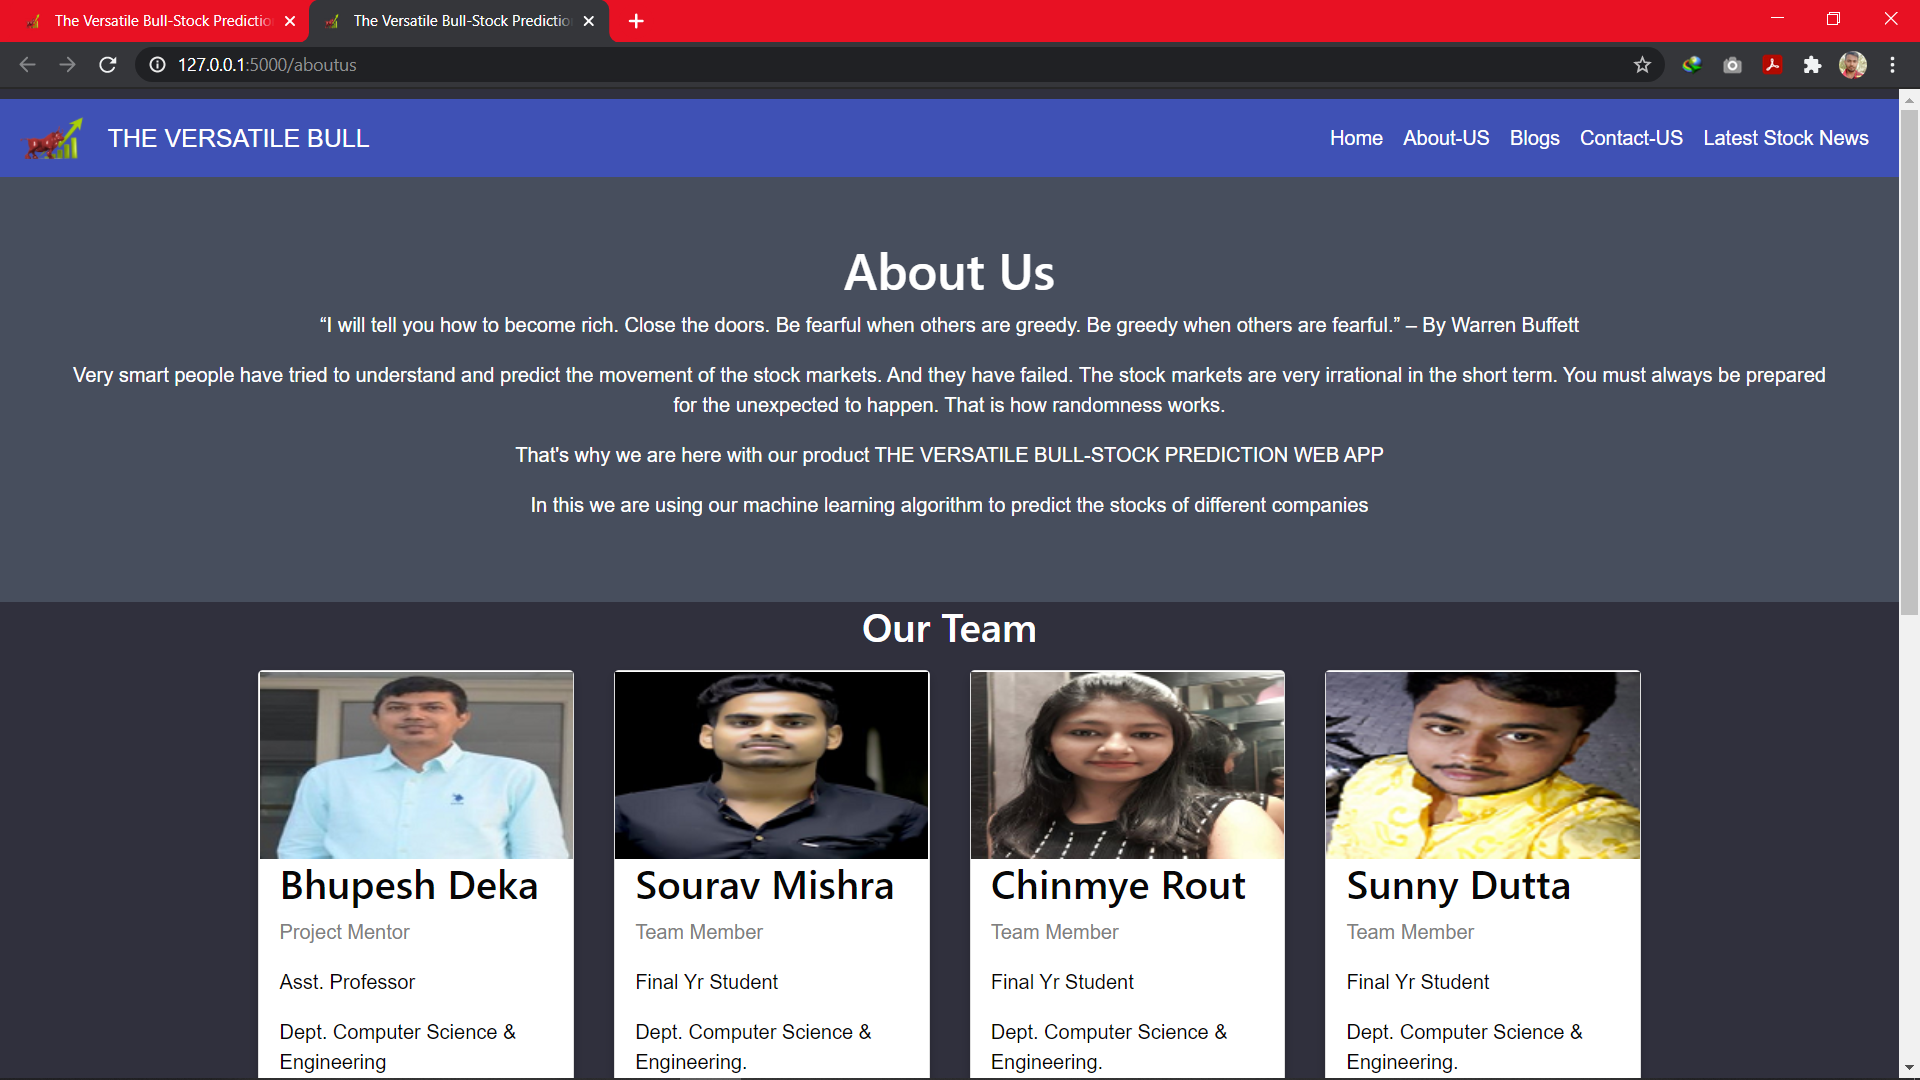 The Versatile Bull-Stock Predictio
The Versatile Bull-Stock Predictio
127.0.0.1:5000/aboutus
THE VERSATILE BULL
Home About-US Blogs Contact-US Latest Stock News
About Us
“I will tell you how to become rich. Close the doors. Be fearful when others are greedy. Be greedy when others are fearful.” – By Warren Buffett
Very smart people have tried to understand and predict the movement of the stock markets. And they have failed. The stock markets are very irrational in the short term. You must always be prepared
for the unexpected to happen. That is how randomness works.
That's why we are here with our product THE VERSATILE BULL-STOCK PREDICTION WEB APP
In this we are using our machine learning algorithm to predict the stocks of different companies
Our Team
Bhupesh Deka
Project Mentor
Asst. Professor
Dept. Computer Science &
Engineering
Sourav Mishra
Team Member
Final Yr Student
Dept. Computer Science &
Engineering.
Chinmye Rout
Team Member
Final Yr Student
Dept. Computer Science &
Engineering.
Sunny Dutta
Team Member
Final Yr Student
Dept. Computer Science &
Engineering.